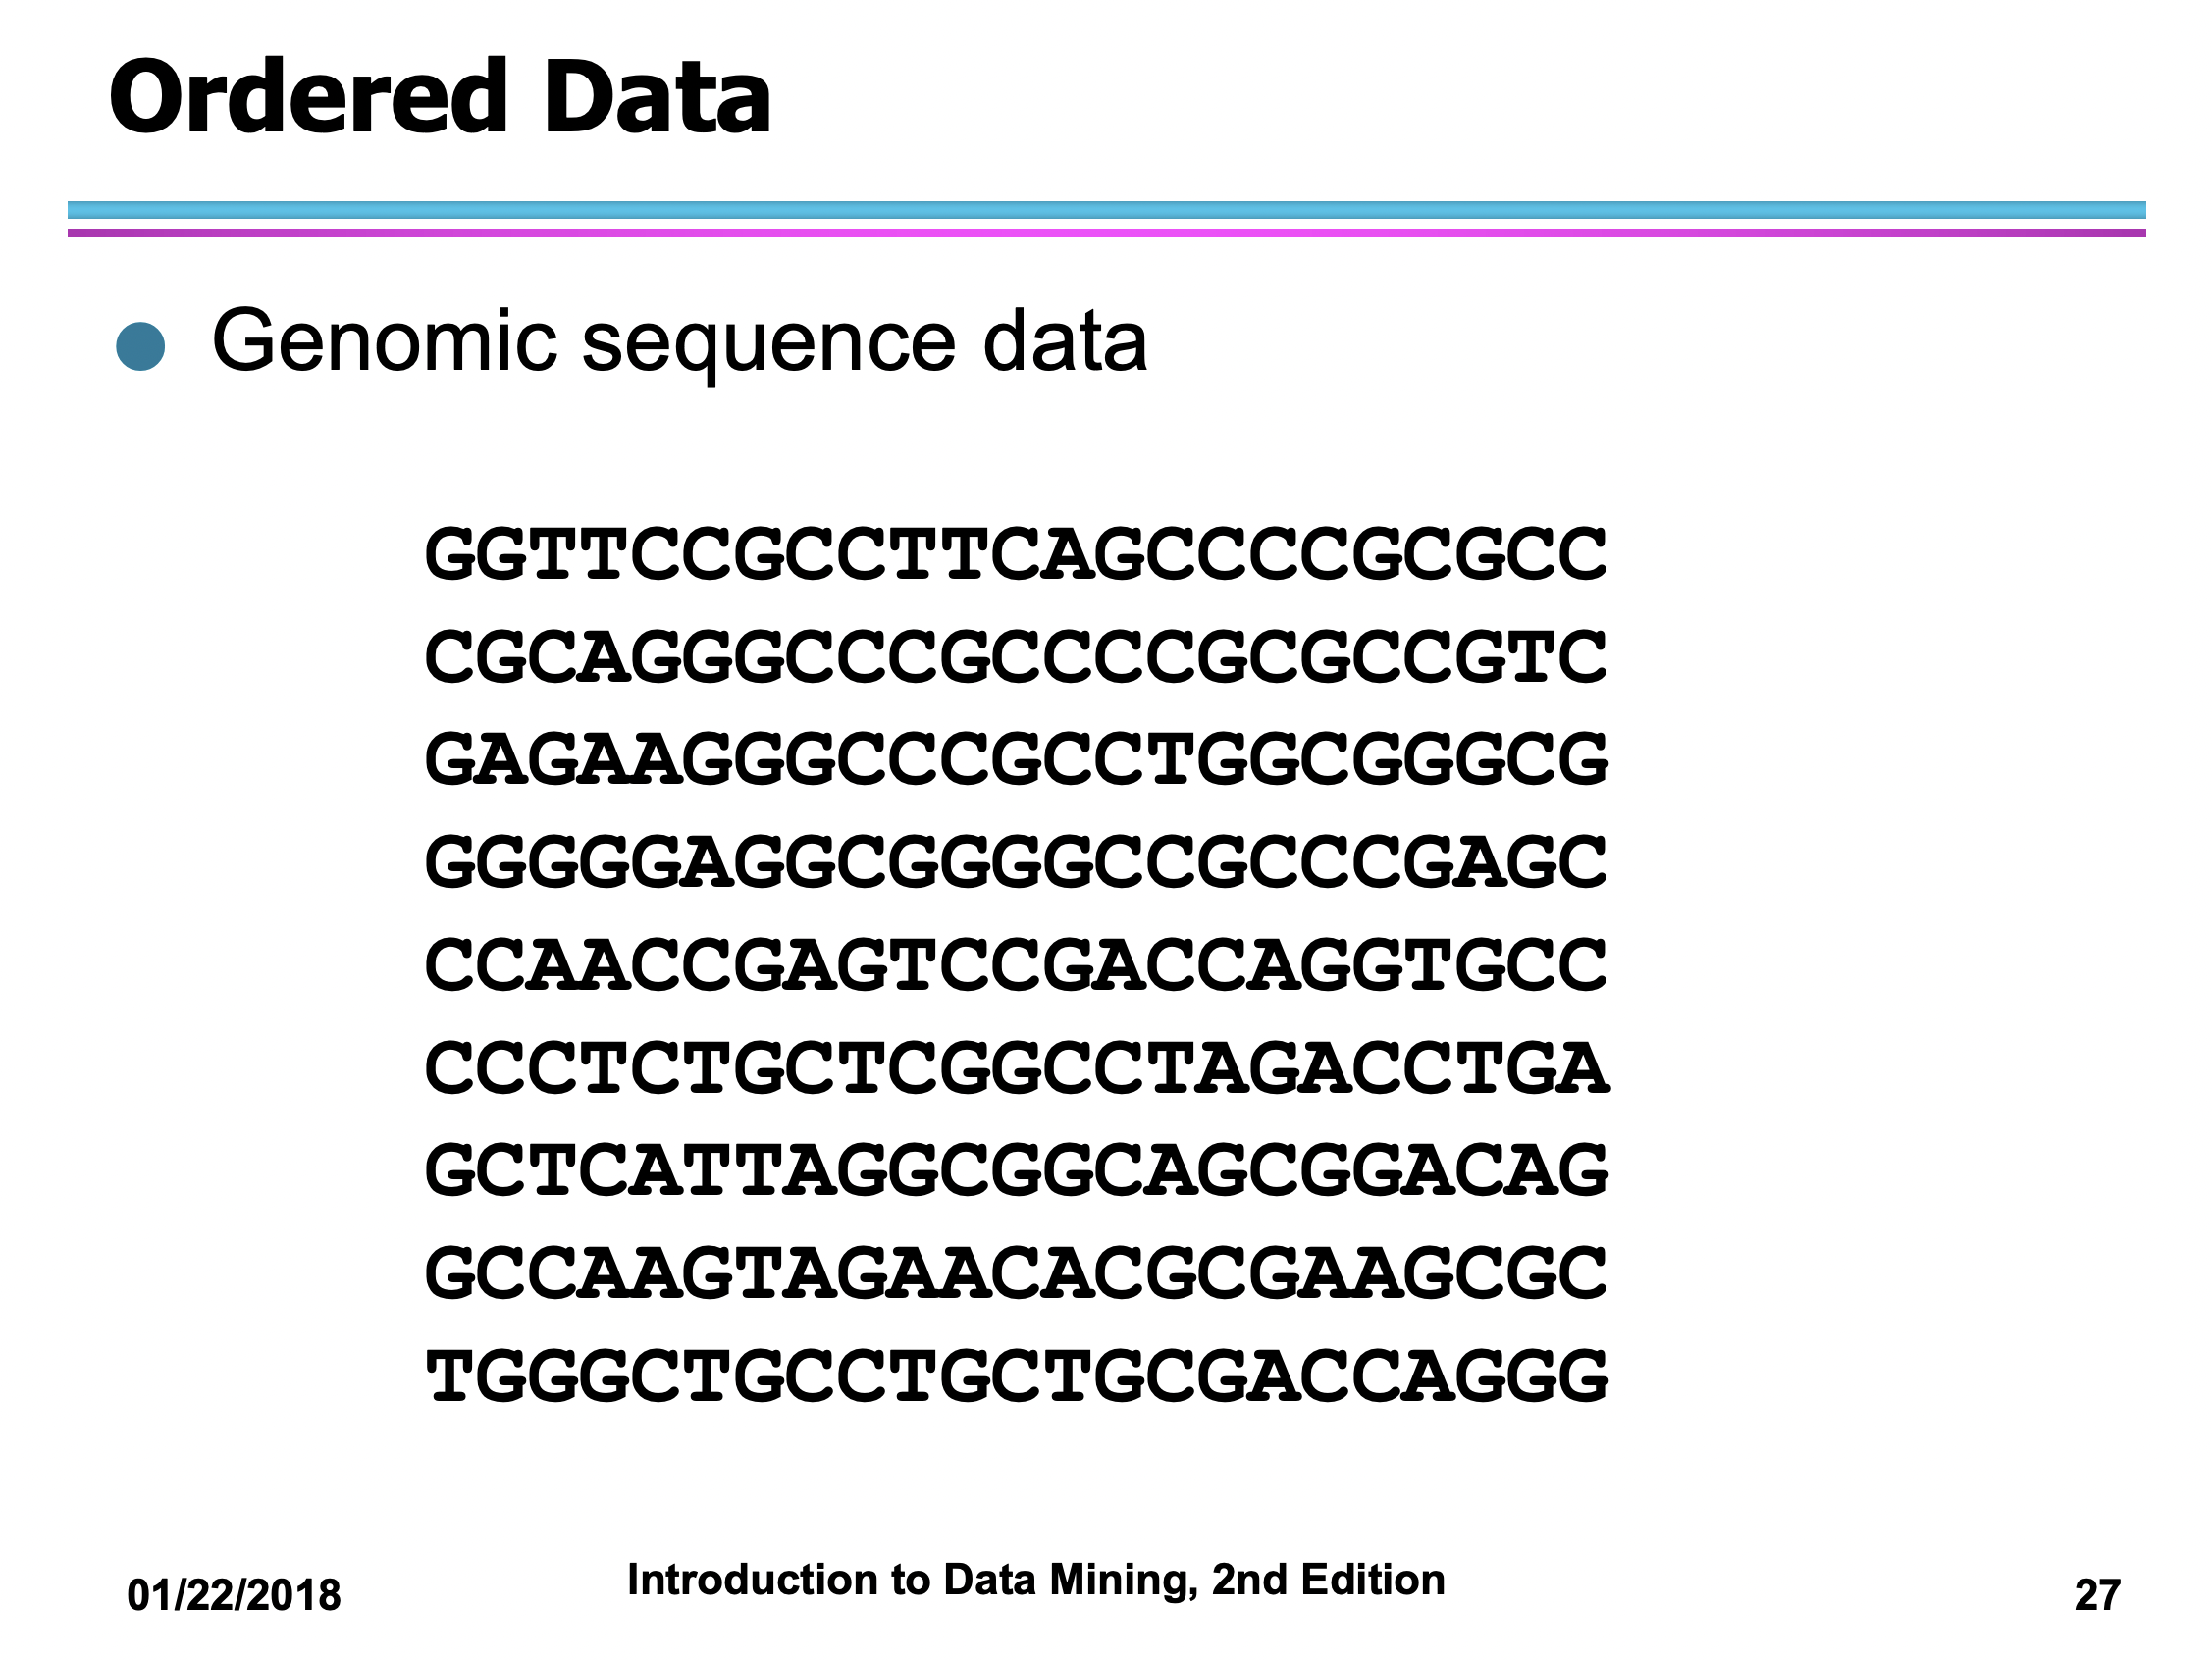 Ordered Data
Genomic sequence data
GGTTCCGCCTTCAGCCCCGCGCC
CGCAGGGCCCGCCCCGCGCCGTC
GAGAAGGGCCCGCCTGGCGGGCG
GGGGGAGGCGGGGCCGCCCGAGC
CCAACCGAGTCCGACCAGGTGCC
CCCTCTGCTCGGCCTAGACCTGA
GCTCATTAGGCGGCAGCGGACAG
GCCAAGTAGAACACGCGAAGCGC
TGGGCTGCCTGCTGCGACCAGGG
01/22/2018
Introduction to Data Mining, 2nd Edition
27